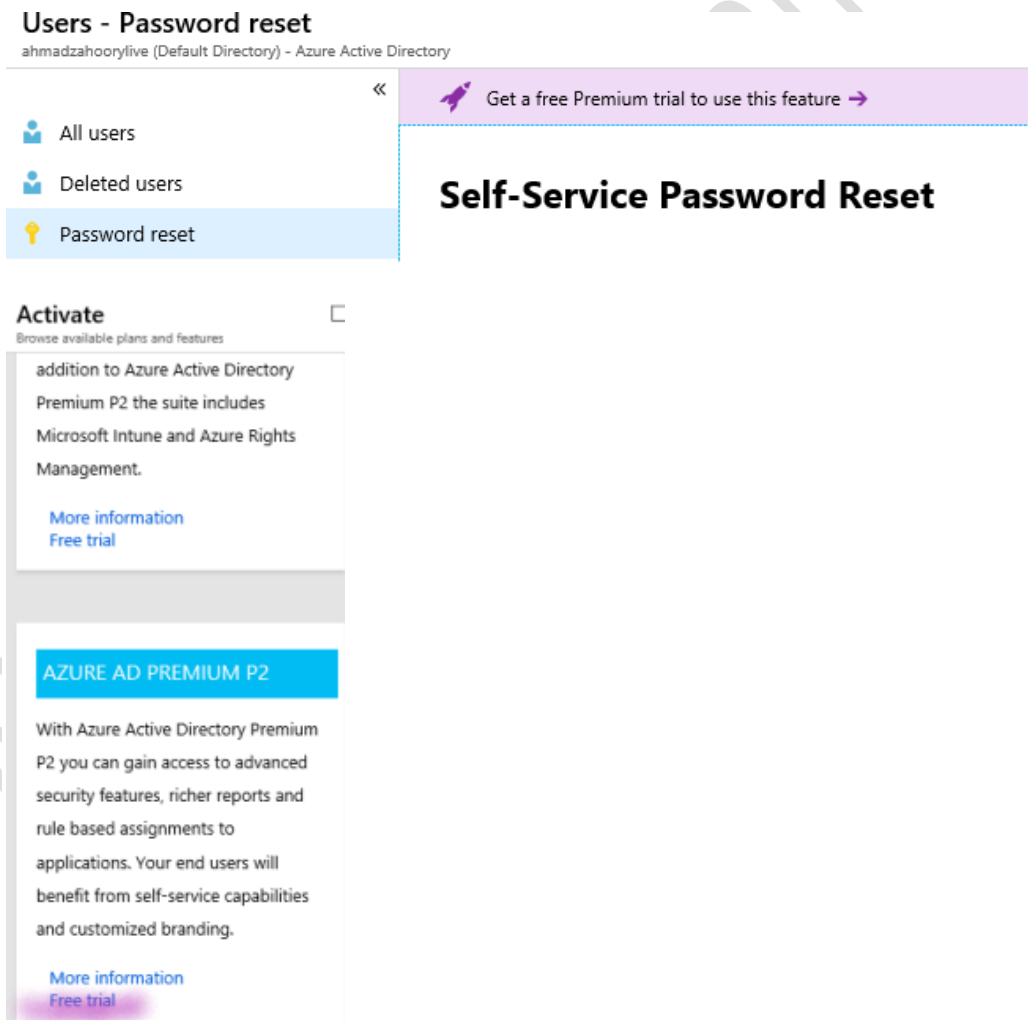 Users - Password reset
ahmadzahoorylive (Default Directory) - Azure Active Directory
«
Get a free Premium trial to use this feature →
All users
Deleted users
Password reset
Self-Service Password Reset
Activate
Browse available plans and features
addition to Azure Active Directory
Premium P2 the suite includes
Microsoft Intune and Azure Rights
Management.
More information
Free trial
AZURE AD PREMIUM P2
With Azure Active Directory Premium
P2 you can gain access to advanced
security features, richer reports and
rule based assignments to
applications. Your end users will
benefit from self-service capabilities
and customized branding.
More information
Free trial